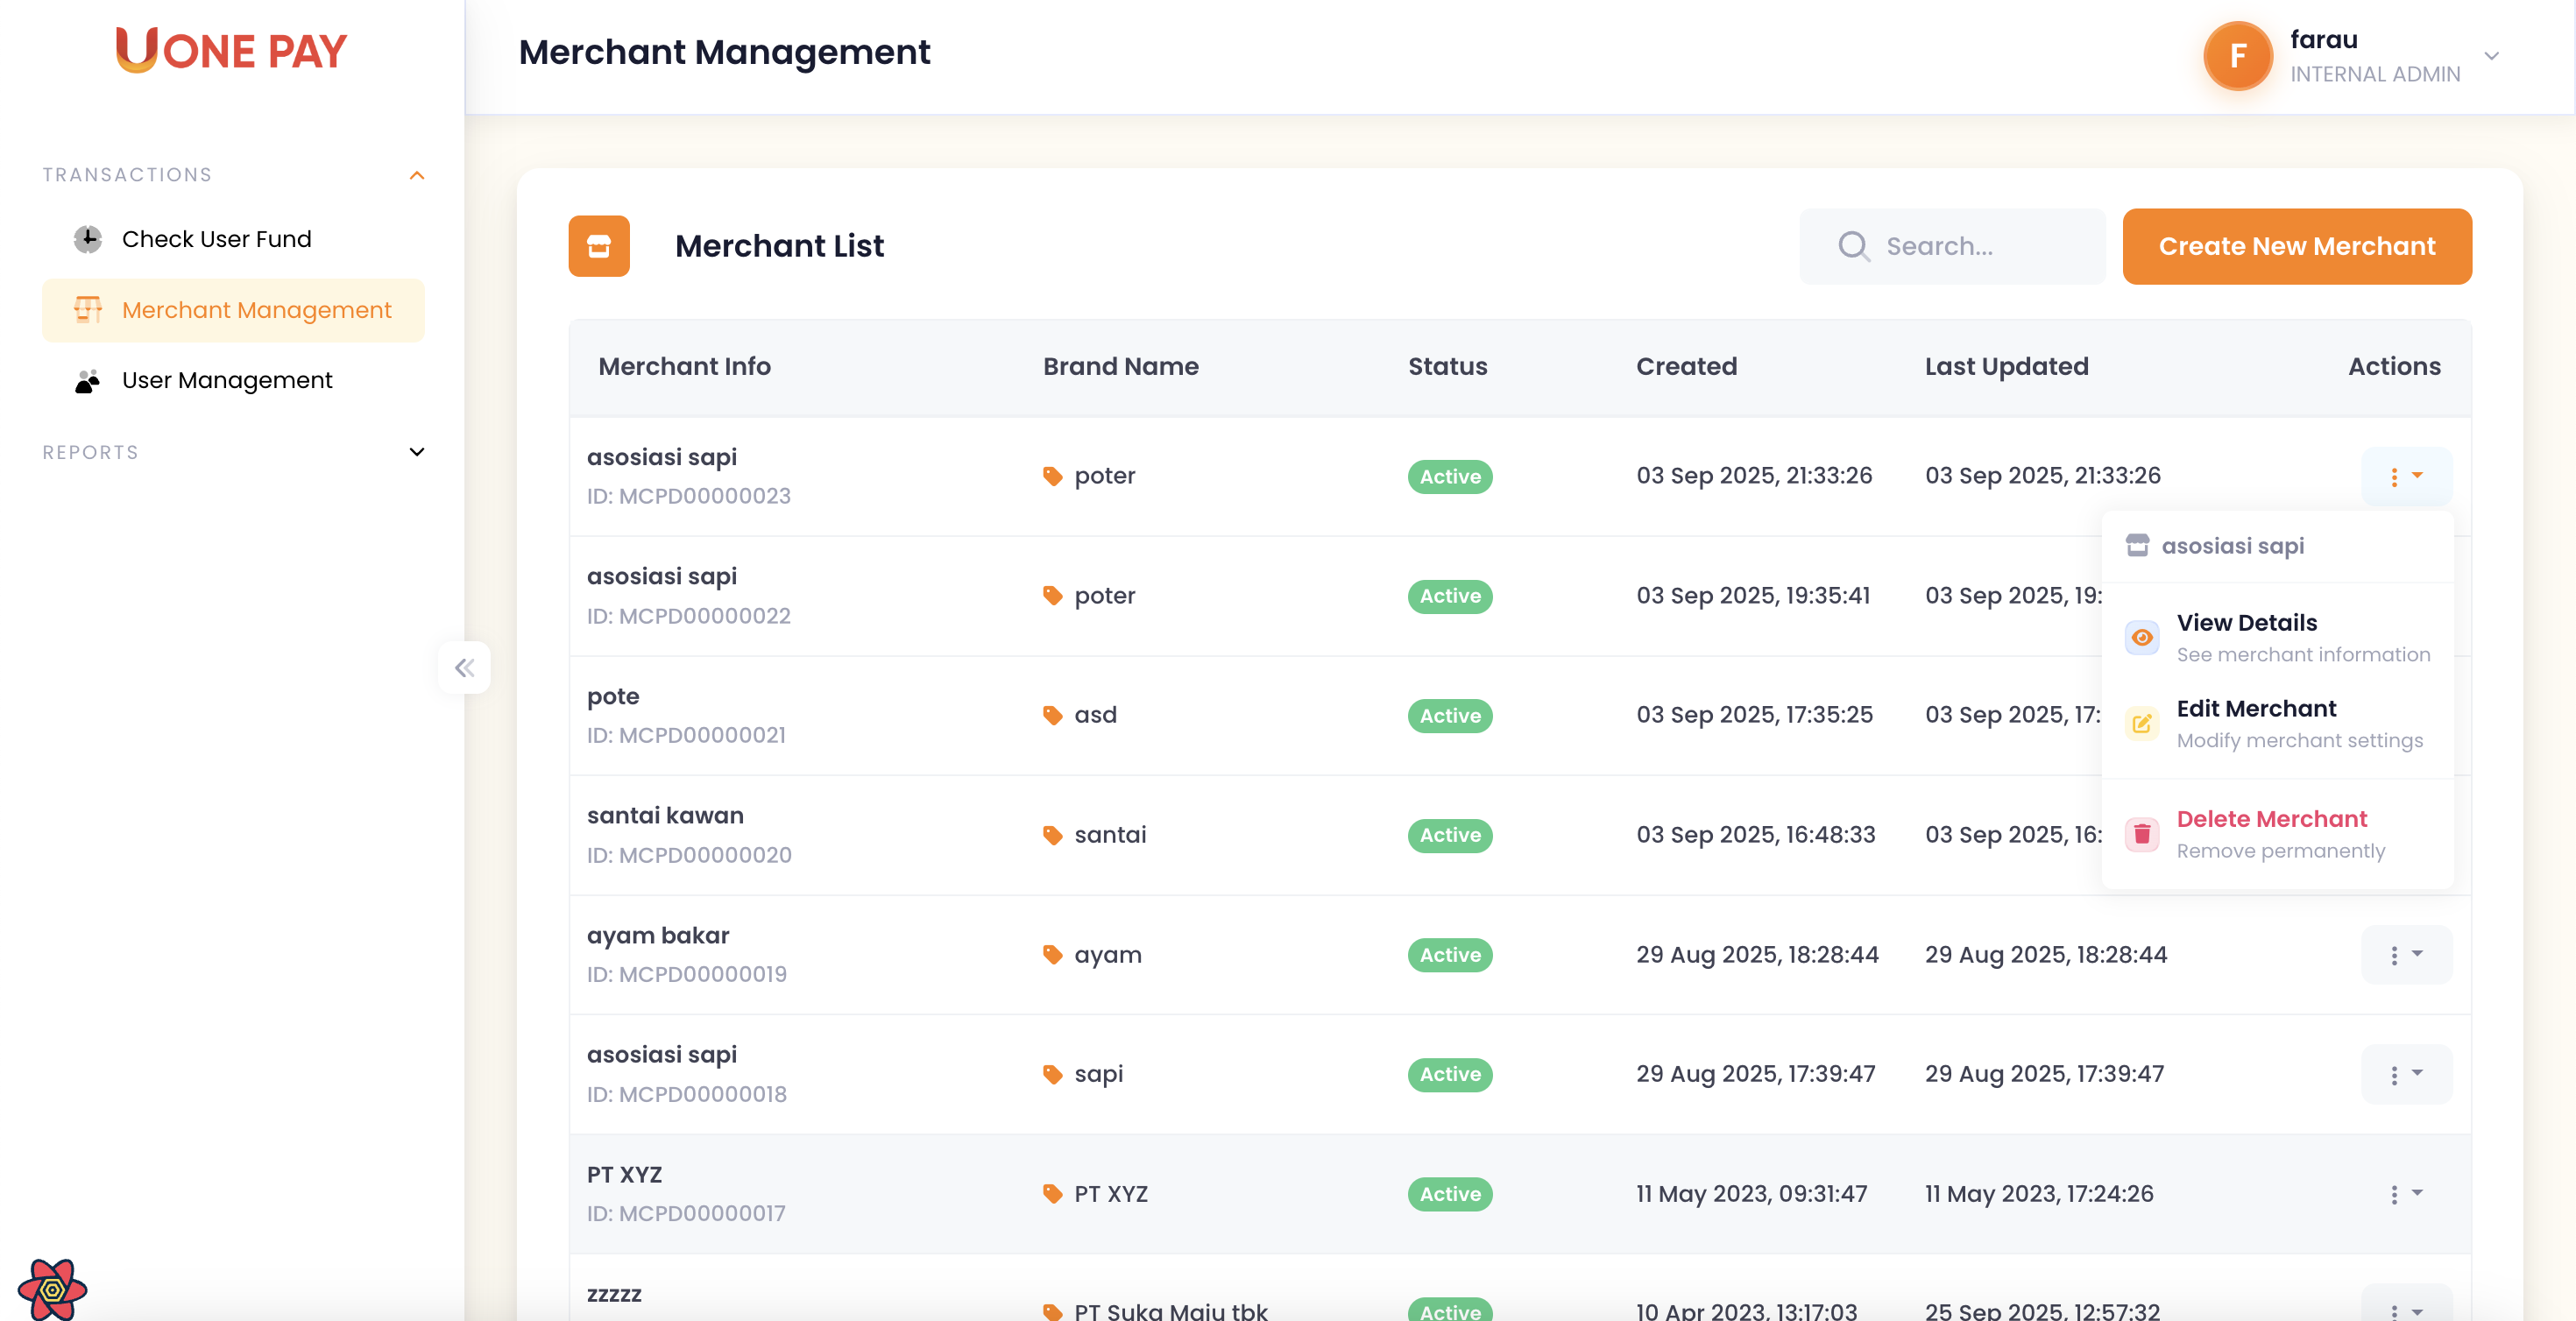 UONE PAY
Merchant Management
F
farau
INTERNAL ADMIN
TRANSACTIONS
Check User Fund
Merchant Management
User Management
REPORTS
Merchant List
Search...
Create New Merchant
Merchant Info Brand Name Status Created Last Updated Actions
asosiasi sapi
ID: MCPD00000023
poter Active 03 Sep 2025, 21:33:26 03 Sep 2025, 21:33:26
asosiasi sapi
ID: MCPD00000022
poter Active 03 Sep 2025, 19:35:41 03 Sep 2025, 19:
pote
ID: MCPD00000021
asd Active 03 Sep 2025, 17:35:25 03 Sep 2025, 17:
santai kawan
ID: MCPD00000020
santai Active 03 Sep 2025, 16:48:33 03 Sep 2025, 16:
asosiasi sapi
View Details
See merchant information
Edit Merchant
Modify merchant settings
Delete Merchant
Remove permanently
ayam bakar
ID: MCPD00000019
ayam Active 29 Aug 2025, 18:28:44 29 Aug 2025, 18:28:44
asosiasi sapi
ID: MCPD00000018
sapi Active 29 Aug 2025, 17:39:47 29 Aug 2025, 17:39:47
PT XYZ
ID: MCPD00000017
PT XYZ Active 11 May 2023, 09:31:47 11 May 2023, 17:24:26
zzzzz
PT Suka Maju tbk Active 10 Apr 2023, 13:17:03 25 Sep 2025, 12:57:32